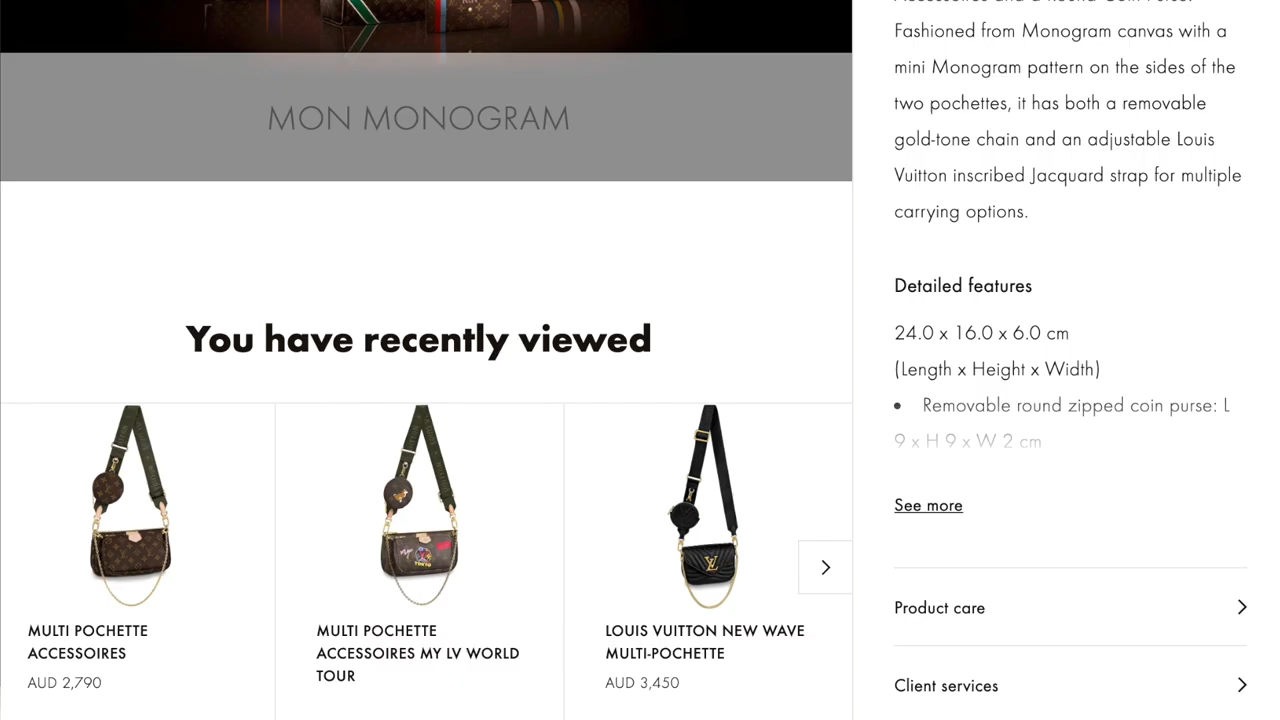 MON MONOGRAM
You have recently viewed
MULTI POCHETTE
ACCESSOIRES
AUD 2,790
MULTI POCHETTE
ACCESSOIRES MY LV WORLD
TOUR
LOUIS VUITTON NEW WAVE
MULTI-POCHETTE
AUD 3,450
Fashioned from Monogram canvas with a
mini Monogram pattern on the sides of the
two pochettes, it has both a removable
gold-tone chain and an adjustable Louis
Vuitton inscribed Jacquard strap for multiple
carrying options.
Detailed features
24.0 x 16.0 x 6.0 cm
(Length x Height x Width)
• Removable round zipped coin purse: L
9 x H 9 x W 2 cm
See more
Product care
Client services